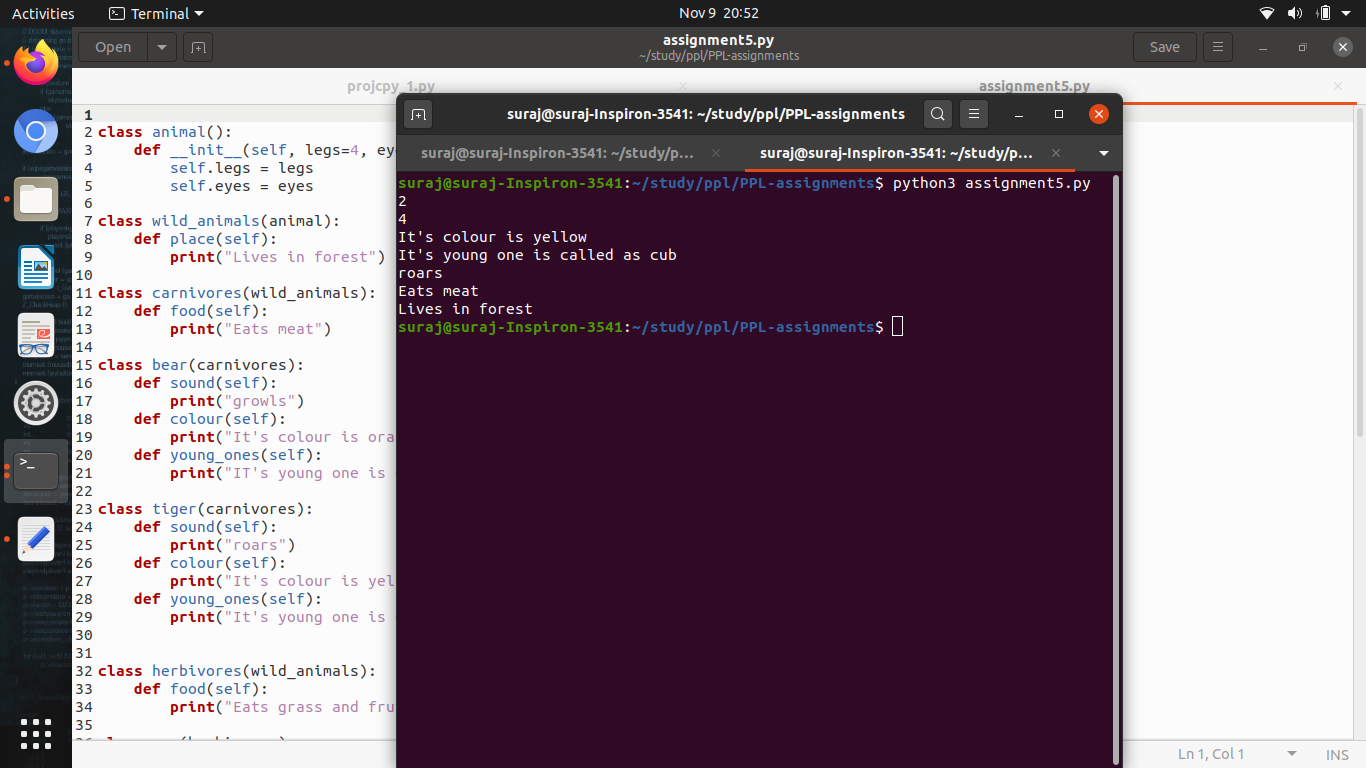 Activities
Terminal
Nov 9 20:52
Open
assignment5.py
~/study/ppl/PPL-assignments
Save
projcpy_1.py
assignment5.py
1
2 class animal():
3 def __init__(self, legs=4,
4 self.legs = legs
5 self.eyes = eyes
6
7 class wild_animals(animal):
8 def place(self):
9 print("Lives in forest")
10
11 class carnivores(wild_animals):
12 def food(self):
13 print("Eats meat")
14
15 class bear(carnivores):
16 def sound(self):
17 print("growls")
18 def colour(self):
19 print("It's colour is
20 def young_ones(self):
21 print("IT's young one is
22
23 class tiger(carnivores):
24 def sound(self):
25 print("roars")
26 def colour(self):
27 print("It's colour is
28 def young_ones(self):
29 print("It's young one is
30
31
32 class herbivores(wild_animals):
33 def food(self):
34 print("Eats grass and
35
suraj@suraj-Inspiron-3541: ~/study/ppl/PPL-assignments
suraj@suraj-Inspiron-3541: ~/study/p...
suraj@suraj-Inspiron-3541: ~/study/p...
suraj@suraj-Inspiron-3541:~/study/ppl/PPL-assignments$ python3 assignment5.py
2
4
It's colour is yellow
It's young one is called as cub
roars
Eats meat
Lives in forest
suraj@suraj-Inspiron-3541:~/study/ppl/PPL-assignments$
Ln 1, Col 1
INS